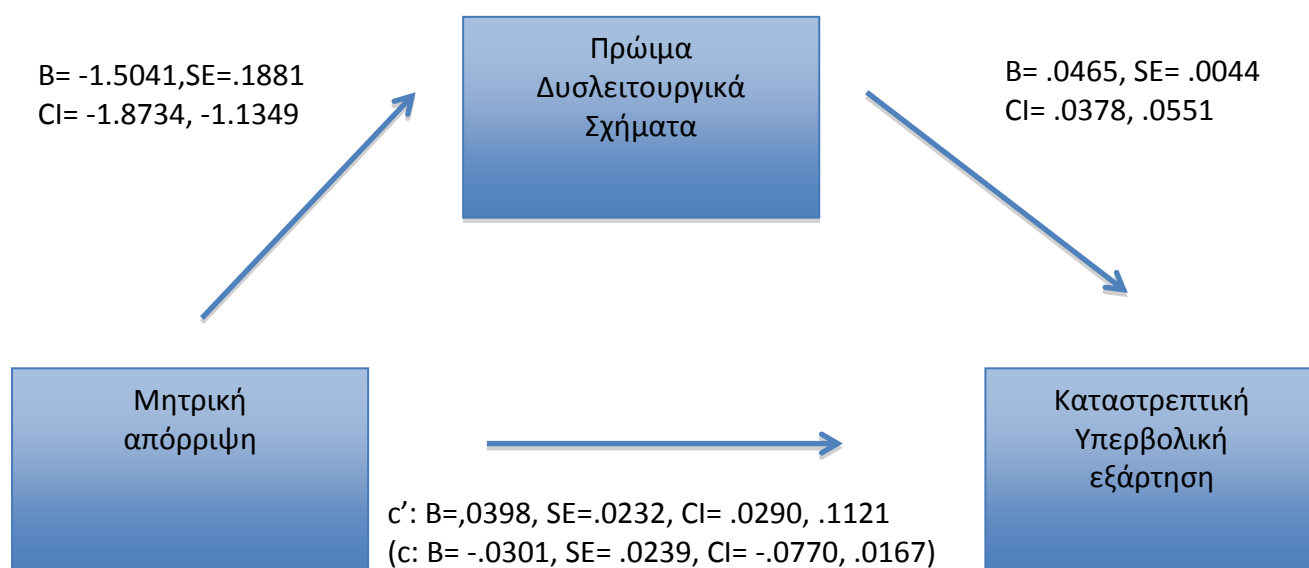 Πρώιμα
Δυσλειτουργικά
Σχήματα
B= -1.5041,SE=.1881
CI= -1.8734, -1.1349
B= .0465, SE= .0044
CI= .0378, .0551
Μητρική
απόρριψη
Καταστρεπτική
Υπερβολική
εξάρτηση
c’: B=,0398, SE=.0232, CI= .0290, .1121
(c: B= -.0301, SE= .0239, CI= -.0770, .0167)